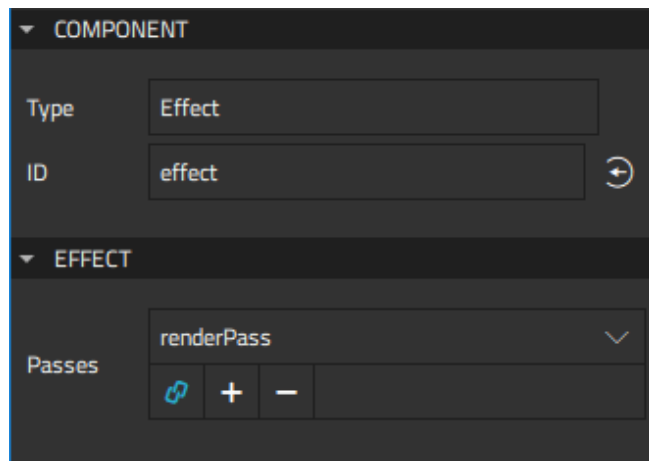 COMPONENT
Type Effect
ID effect
EFFECT
renderPass
Passes